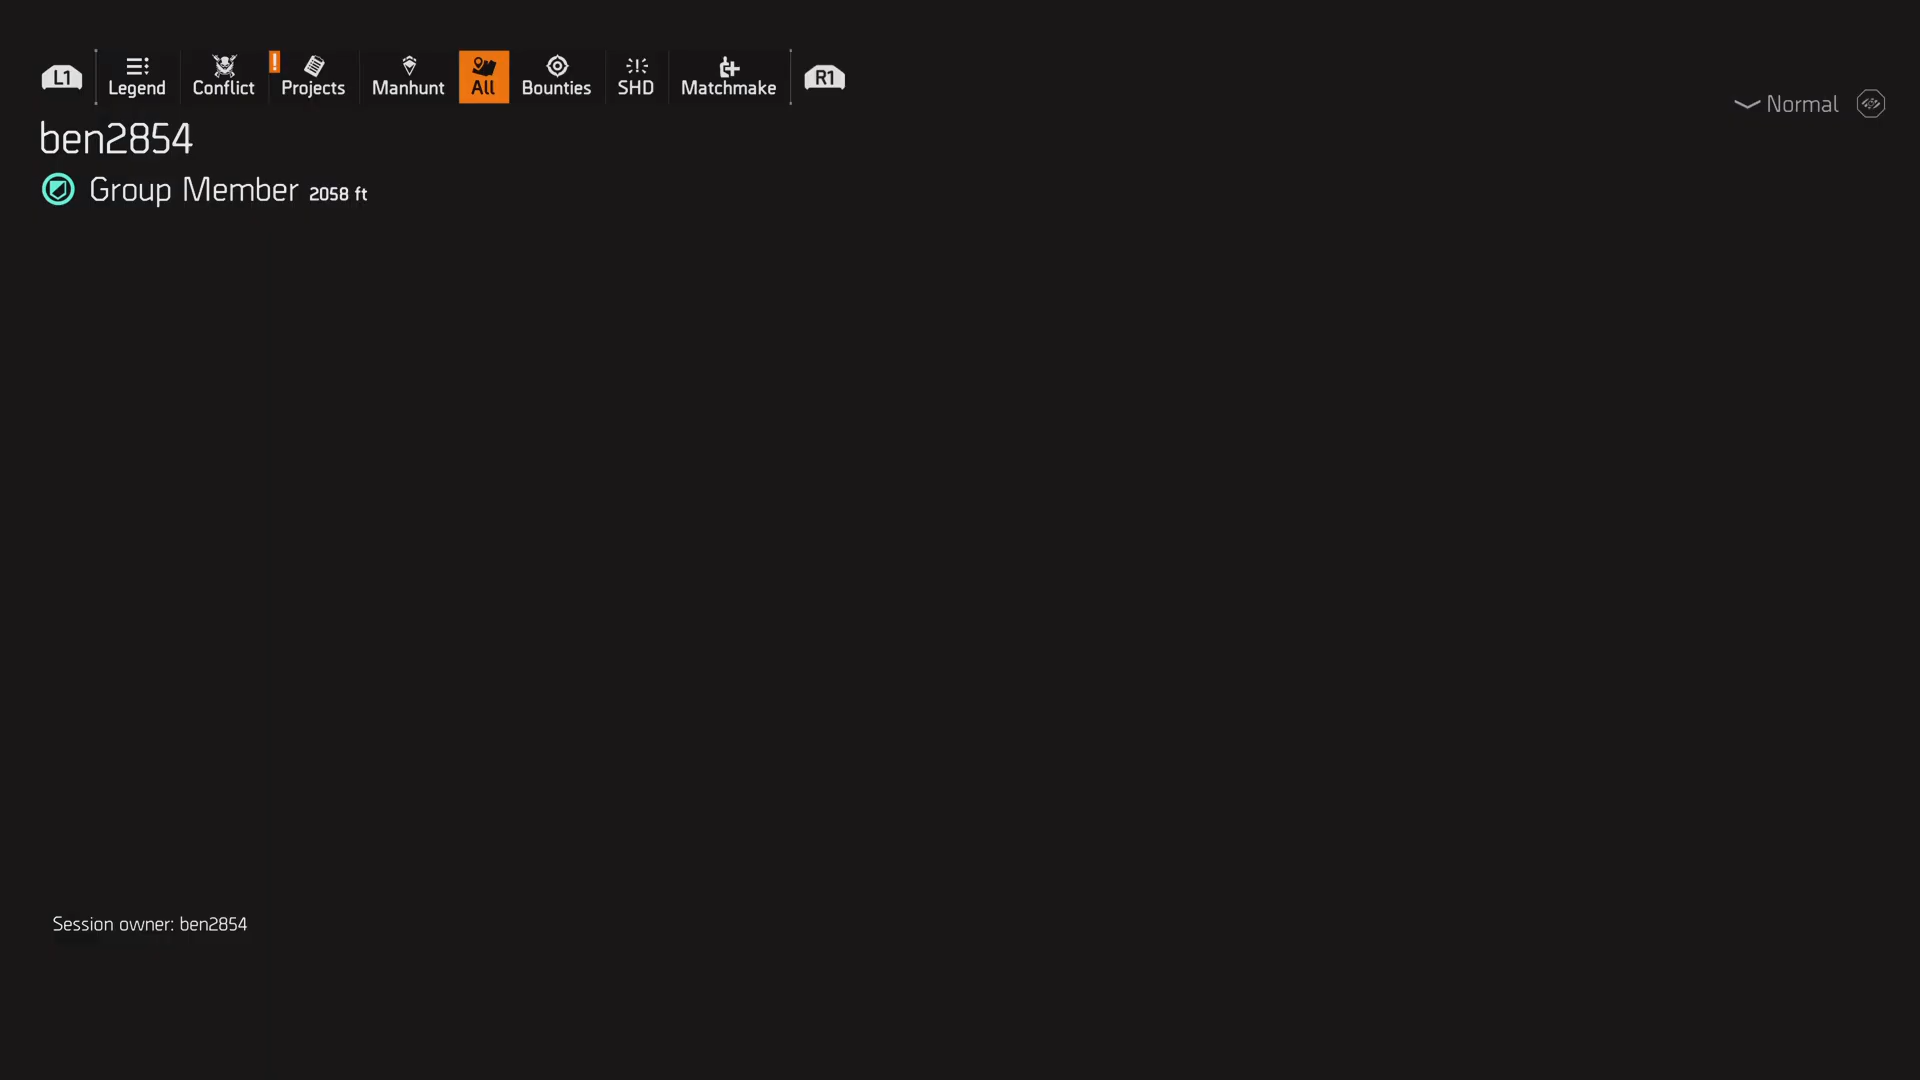 L1 Legend Conflict ! Projects Manhunt All Bounties SHD Matchmake R1
Normal
ben2854
Group Member 2058 ft
Session owner: ben2854